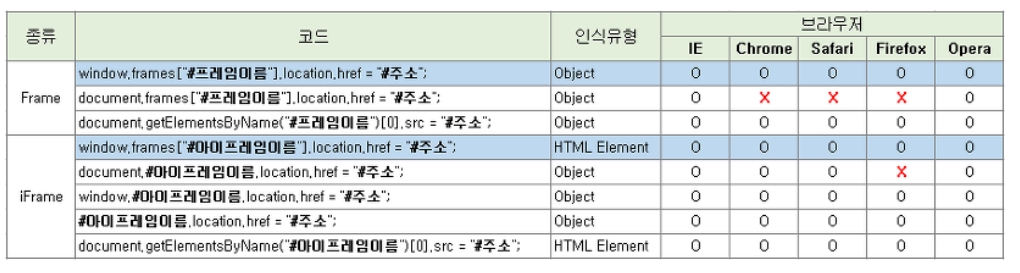 종류 코드 인식유형 브라우저
IE Chrome Safari Firefox Opera
Frame
window.frames["#프레임이름"].location.href = "#주소"; Object O O O O O
document.frames["#프레임이름"].location.href = "#주소"; Object O X X X O
document.getElementsByName("#프레임이름")[0].src = "#주소"; Object O O O O O
iFrame
window.frames["#아이프레임이름"].location.href = "#주소"; HTML Element O O O O O
document.#아이프레임이름.location.href = "#주소"; Object O O O X O
window.#아이프레임이름.location.href = "#주소"; Object O O O O O
#아이프레임이름.location.href = "#주소"; Object O O O O O
document.getElementsByName("#아이프레임이름")[0].src = "#주소"; HTML Element O O O O O